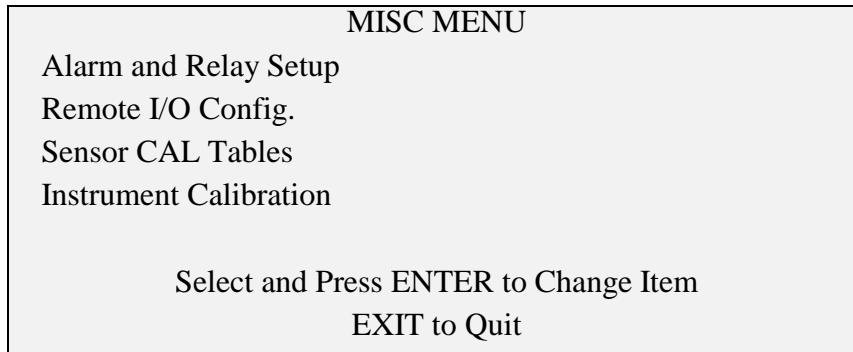 MISC MENU
Alarm and Relay Setup
Remote I/O Config.
Sensor CAL Tables
Instrument Calibration
Select and Press ENTER to Change Item
EXIT to Quit